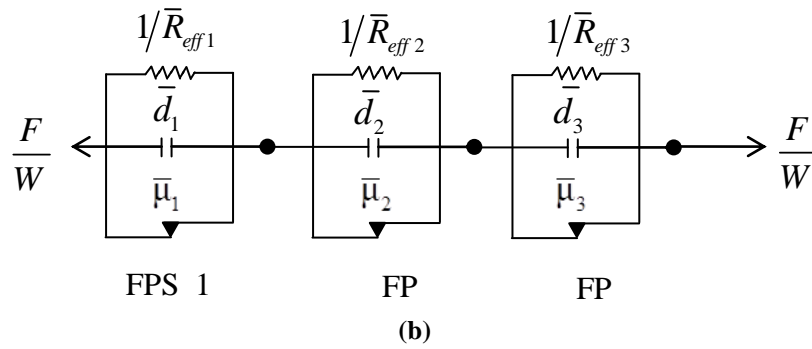 1/R̅eff1 1/R̅eff2 1/R̅eff3
d̅1 d̅2 d̅3
F/W F/W
μ̅1 μ̅2 μ̅3
FPS 1 FP FP
(b)